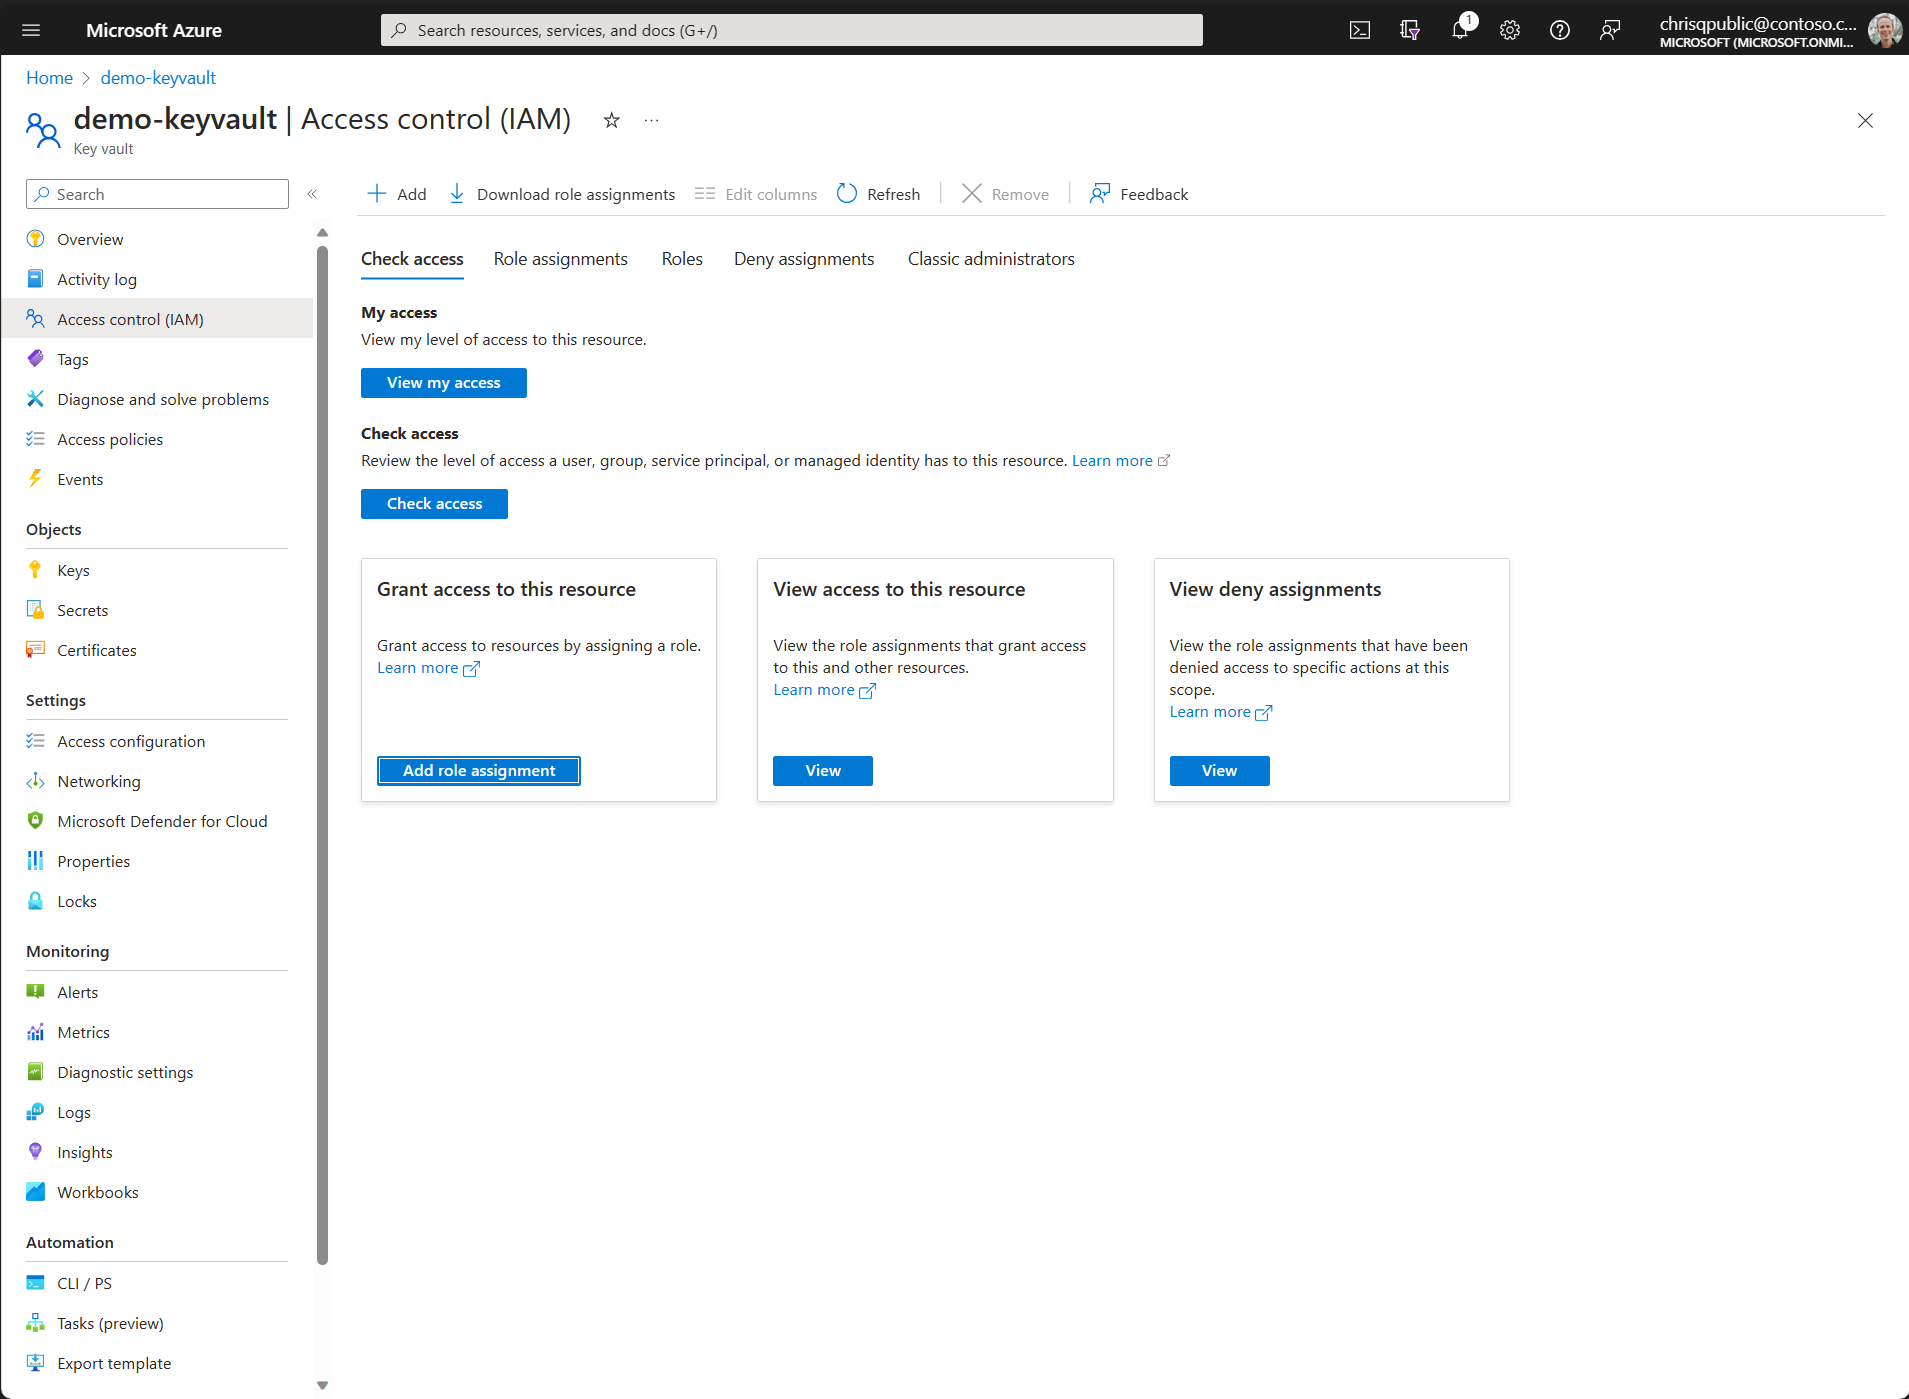 Microsoft Azure
Search resources, services, and docs (G+/)
1
chrisqpublic@contoso.c...
MICROSOFT (MICROSOFT.ONMI...
Home > demo-keyvault
demo-keyvault | Access control (IAM)
Key vault
Search
Overview
Activity log
Access control (IAM)
Tags
Diagnose and solve problems
Access policies
Events
Objects
Keys
Secrets
Certificates
Settings
Access configuration
Networking
Microsoft Defender for Cloud
Properties
Locks
Monitoring
Alerts
Metrics
Diagnostic settings
Logs
Insights
Workbooks
Automation
CLI / PS
Tasks (preview)
Export template
Add Download role assignments Edit columns Refresh Remove Feedback
Check access Role assignments Roles Deny assignments Classic administrators
My access
View my level of access to this resource.
View my access
Check access
Review the level of access a user, group, service principal, or managed identity has to this resource. Learn more
Check access
Grant access to this resource
Grant access to resources by assigning a role.
Learn more
Add role assignment
View access to this resource
View the role assignments that grant access
to this and other resources.
Learn more
View
View deny assignments
View the role assignments that have been
denied access to specific actions at this
scope.
Learn more
View